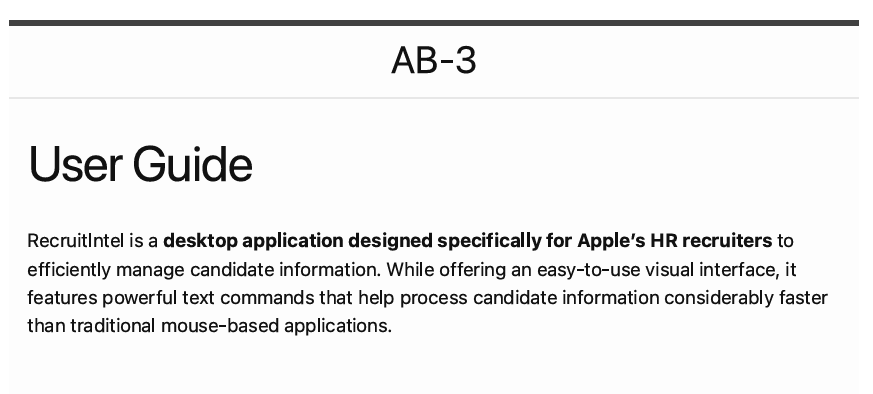 AB-3
User Guide
RecruitIntel is a desktop application designed specifically for Apple’s HR recruiters to
efficiently manage candidate information. While offering an easy-to-use visual interface, it
features powerful text commands that help process candidate information considerably faster
than traditional mouse-based applications.